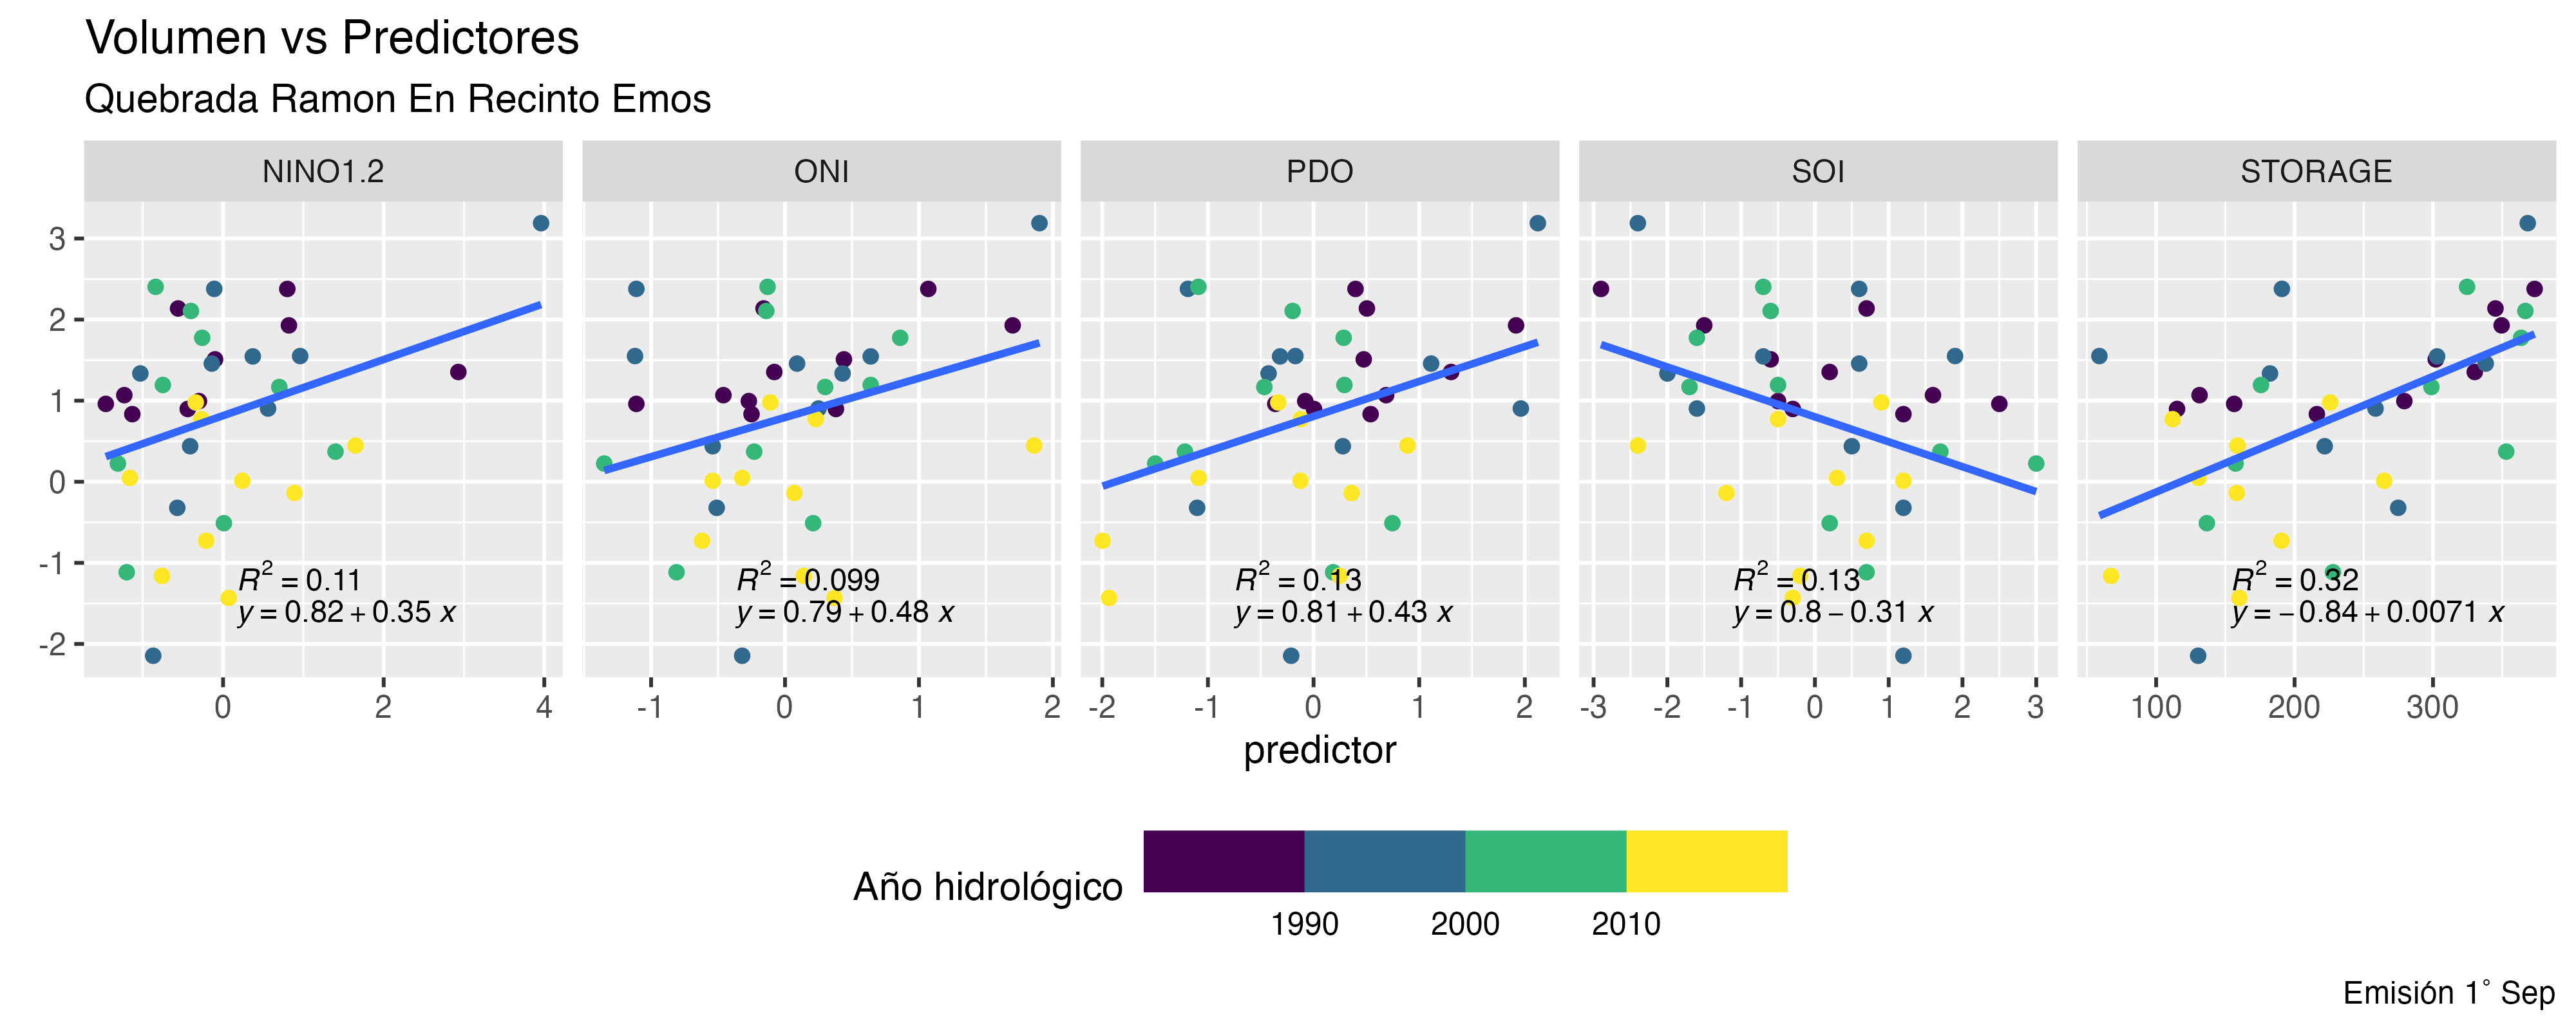 Volumen vs Predictores
Quebrada Ramon En Recinto Emos
NINO1.2 ONI PDO SOI STORAGE
3
2
1
0
-1
-2
R² = 0.11
y = 0.82 + 0.35 x
R² = 0.099
y = 0.79 + 0.48 x
R² = 0.13
y = 0.81 + 0.43 x
R² = 0.13
y = 0.8 − 0.31 x
R² = 0.32
y = −0.84 + 0.0071 x
0 2 4 -1 0 1 2 -2 -1 0 1 2 -3 -2 -1 0 1 2 3 100 200 300
predictor
Año hidrológico
1990 2000 2010
Emisión 1° Sep